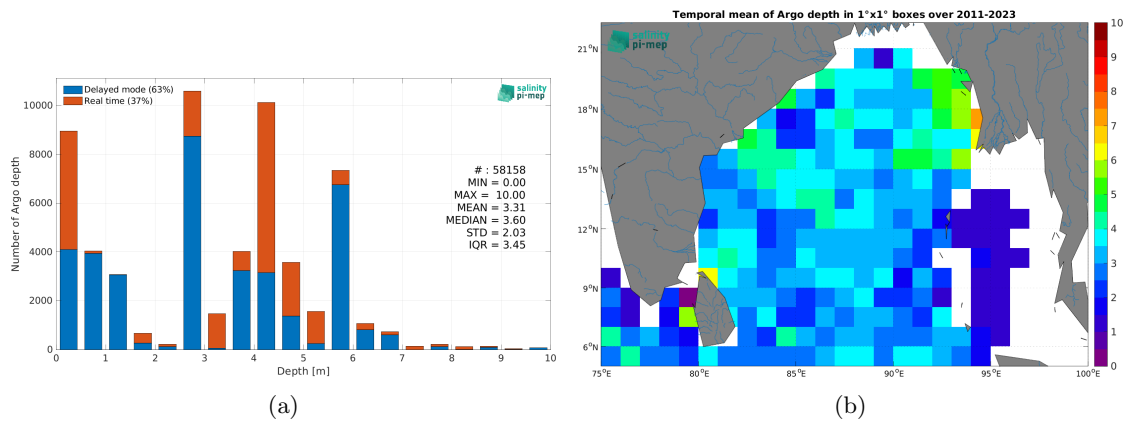 Delayed mode (63%)
Real time (37%)
salinity
pi-mep
# : 58158
MIN = 0.00
MAX = 10.00
MEAN = 3.31
MEDIAN = 3.60
STD = 2.03
IQR = 3.45
Number of Argo depth
10000
8000
6000
4000
2000
0
0 1 2 3 4 5 6 7 8 9 10
Depth [m]
(a)
Temporal mean of Argo depth in 1°x1° boxes over 2011-2023
salinity
pi-mep
21°N
18°N
15°N
12°N
9°N
6°N
75°E 80°E 85°E 90°E 95°E 100°E
10
9
8
7
6
5
4
3
2
1
0
(b)